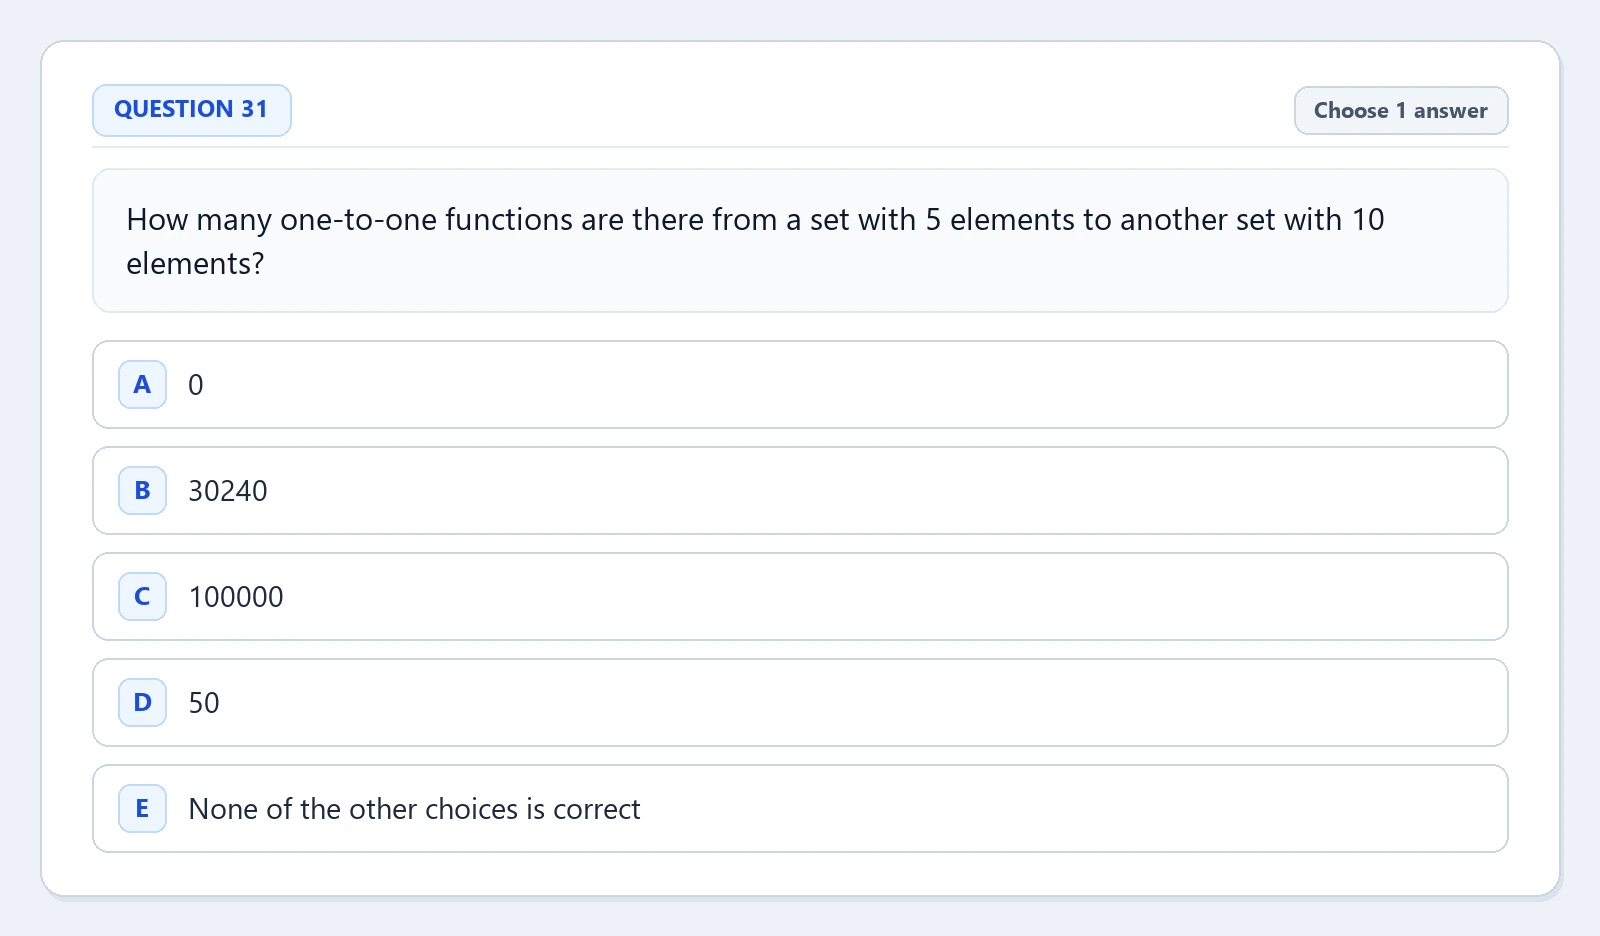 QUESTION 31
Choose 1 answer
How many one-to-one functions are there from a set with 5 elements to another set with 10
elements?
A 0
B 30240
C 100000
D 50
E None of the other choices is correct